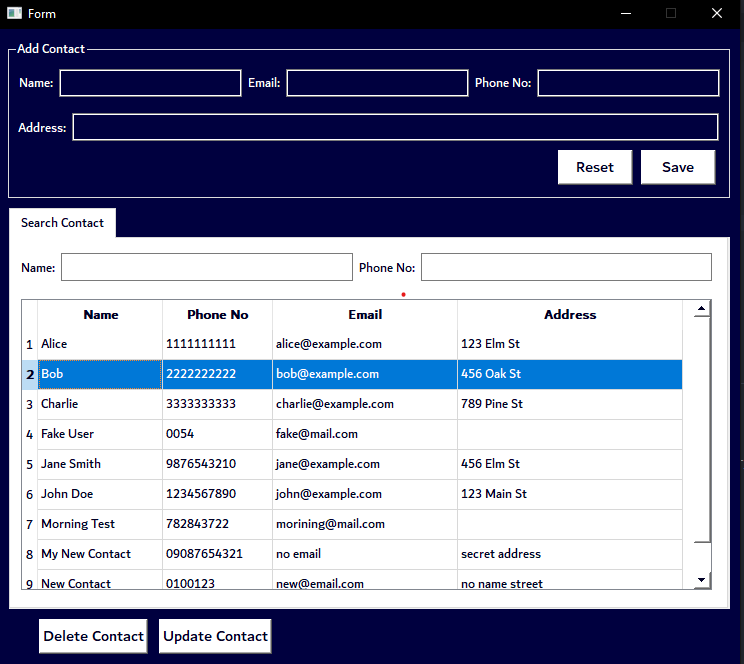 Form
Add Contact
Name: Email: Phone No:
Address:
Reset Save
Search Contact
Name: Phone No:
Name Phone No Email Address
1 Alice 1111111111 alice@example.com 123 Elm St
2 Bob 2222222222 bob@example.com 456 Oak St
3 Charlie 3333333333 charlie@example.com 789 Pine St
4 Fake User 0054 fake@mail.com
5 Jane Smith 9876543210 jane@example.com 456 Elm St
6 John Doe 1234567890 john@example.com 123 Main St
7 Morning Test 782843722 morining@mail.com
8 My New Contact 09087654321 no email secret address
9 New Contact 0100123 new@email.com no name street
Delete Contact Update Contact